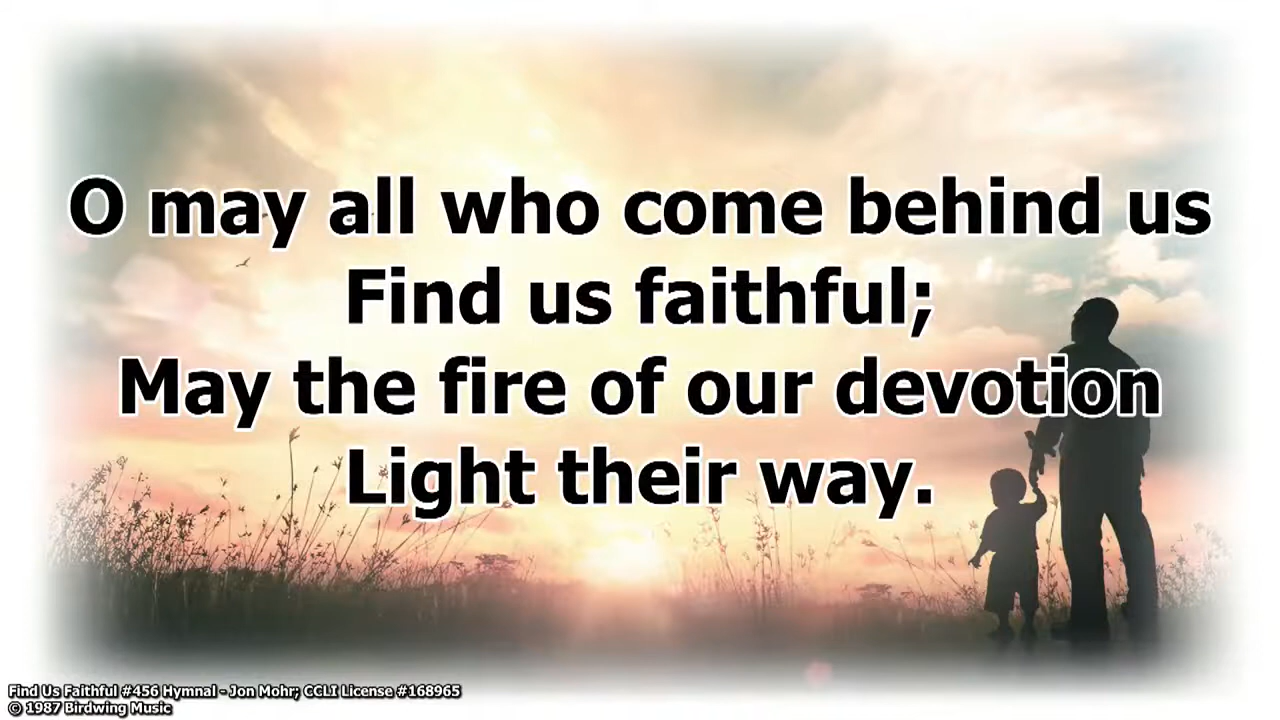 O may all who come behind us
Find us faithful;
May the fire of our devotion
Light their way.
Find Us Faithful #456 Hymnal - Jon Mohr; CCLI License #168965
© 1987 Birdwing Music